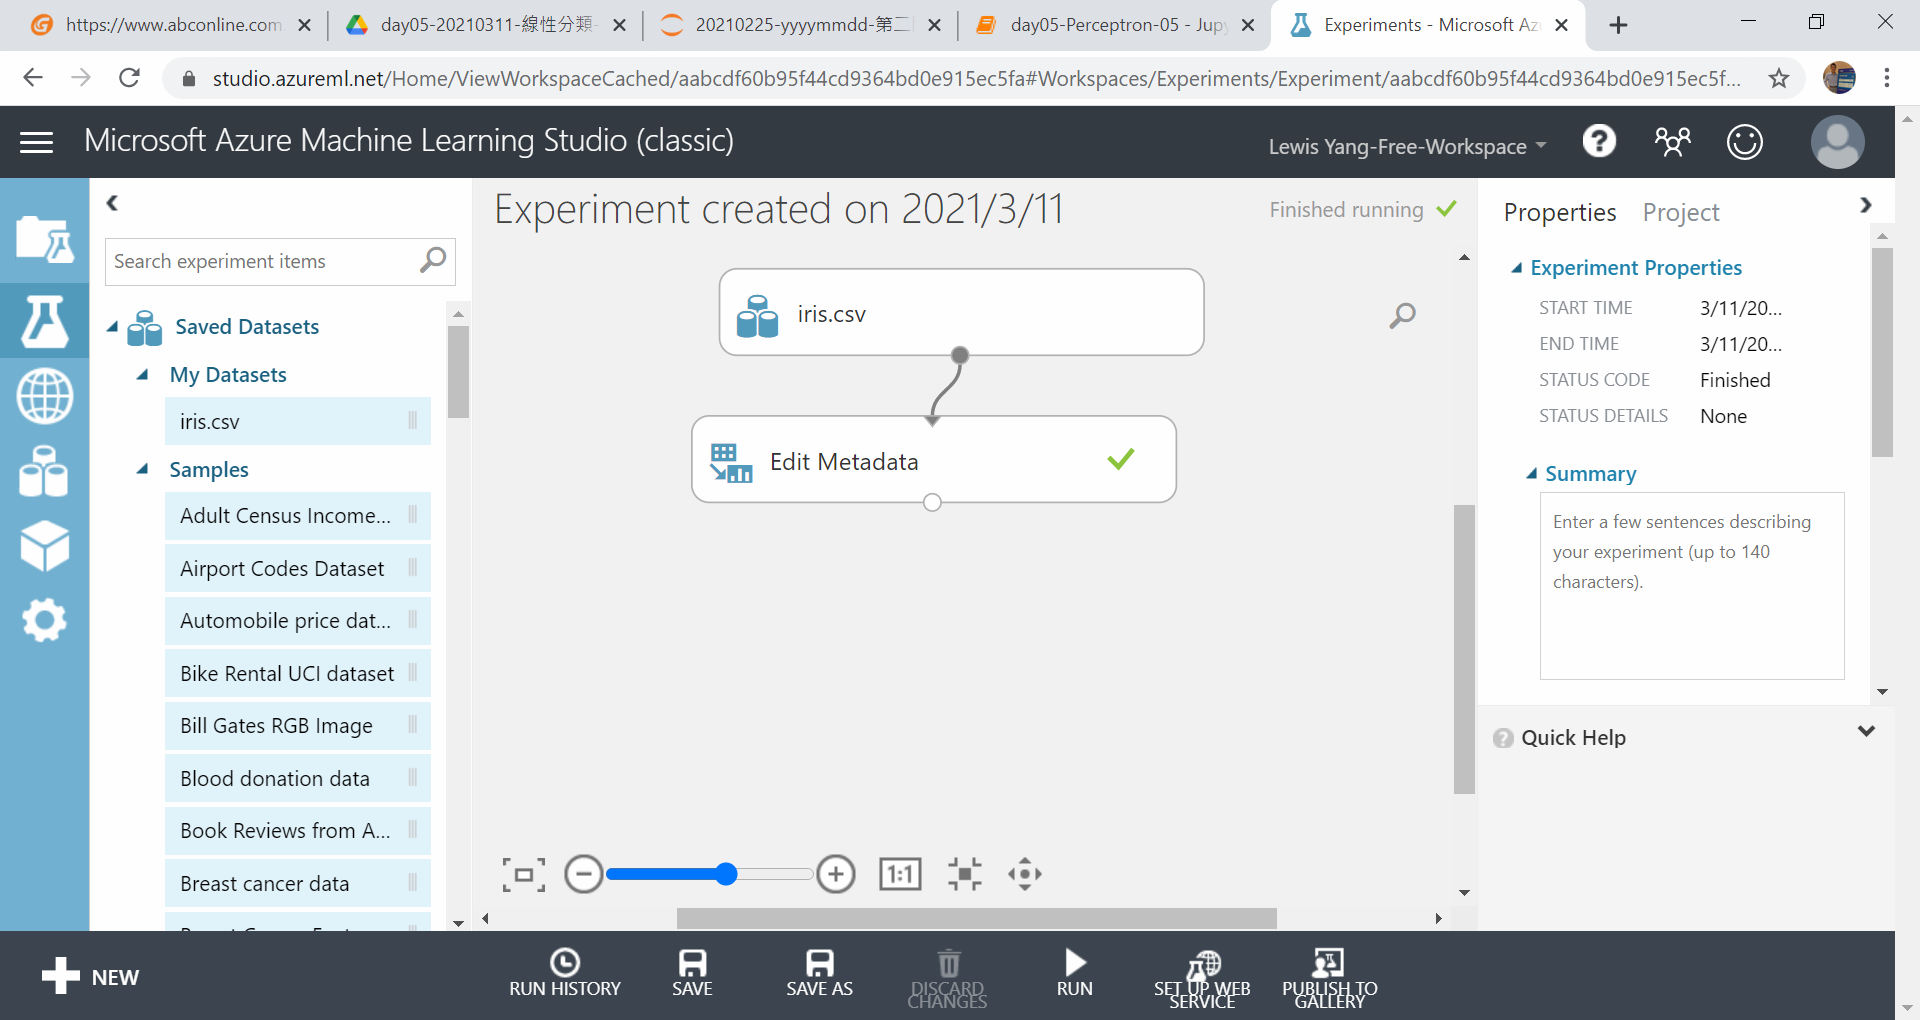 https://www.abconline.com
day05-20210311-線性分類-
20210225-yyyymmdd-第二
day05-Perceptron-05 - Jupy
Experiments - Microsoft Az
studio.azureml.net/Home/ViewWorkspaceCached/aabcdf60b95f44cd9364bd0e915ec5fa#Workspaces/Experiments/Experiment/aabcdf60b95f44cd9364bd0e915ec5f...
Microsoft Azure Machine Learning Studio (classic)
Lewis Yang-Free-Workspace
Search experiment items
Saved Datasets
My Datasets
iris.csv
Samples
Adult Census Income...
Airport Codes Dataset
Automobile price dat...
Bike Rental UCI dataset
Bill Gates RGB Image
Blood donation data
Book Reviews from A...
Breast cancer data
Experiment created on 2021/3/11
Finished running
iris.csv
Edit Metadata
1:1
Properties
Project
Experiment Properties
START TIME 3/11/20...
END TIME 3/11/20...
STATUS CODE Finished
STATUS DETAILS None
Summary
Enter a few sentences describing
your experiment (up to 140
characters).
Quick Help
NEW
RUN HISTORY
SAVE
SAVE AS
DISCARD
CHANGES
RUN
SET UP WEB
SERVICE
PUBLISH TO
GALLERY